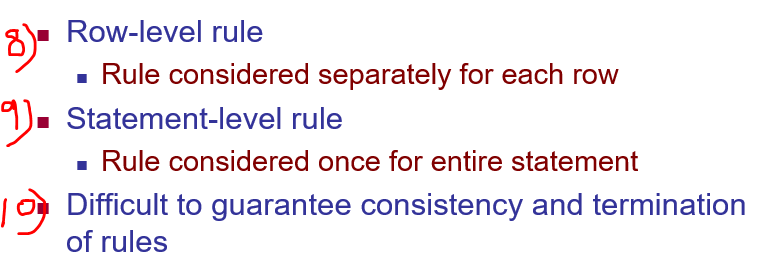 8) Row-level rule
Rule considered separately for each row
9) Statement-level rule
Rule considered once for entire statement
10) Difficult to guarantee consistency and termination
of rules